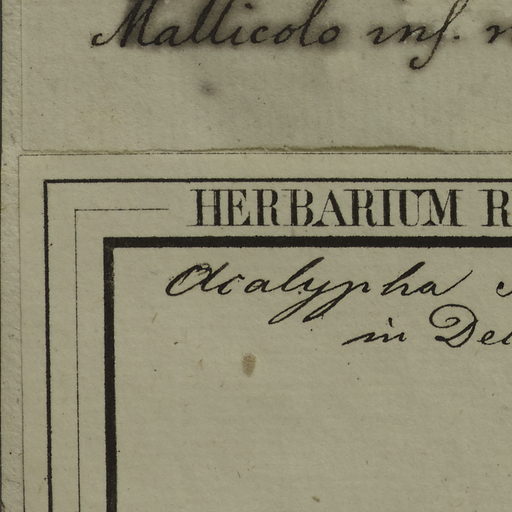 Mallicolo ins.
HERBARIUM R
Acalypha
in De